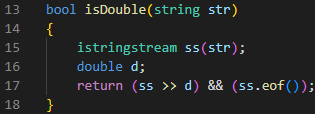 13 bool isDouble(string str)
14 {
15     istringstream ss(str);
16     double d;
17     return (ss >> d) && (ss.eof());
18 }